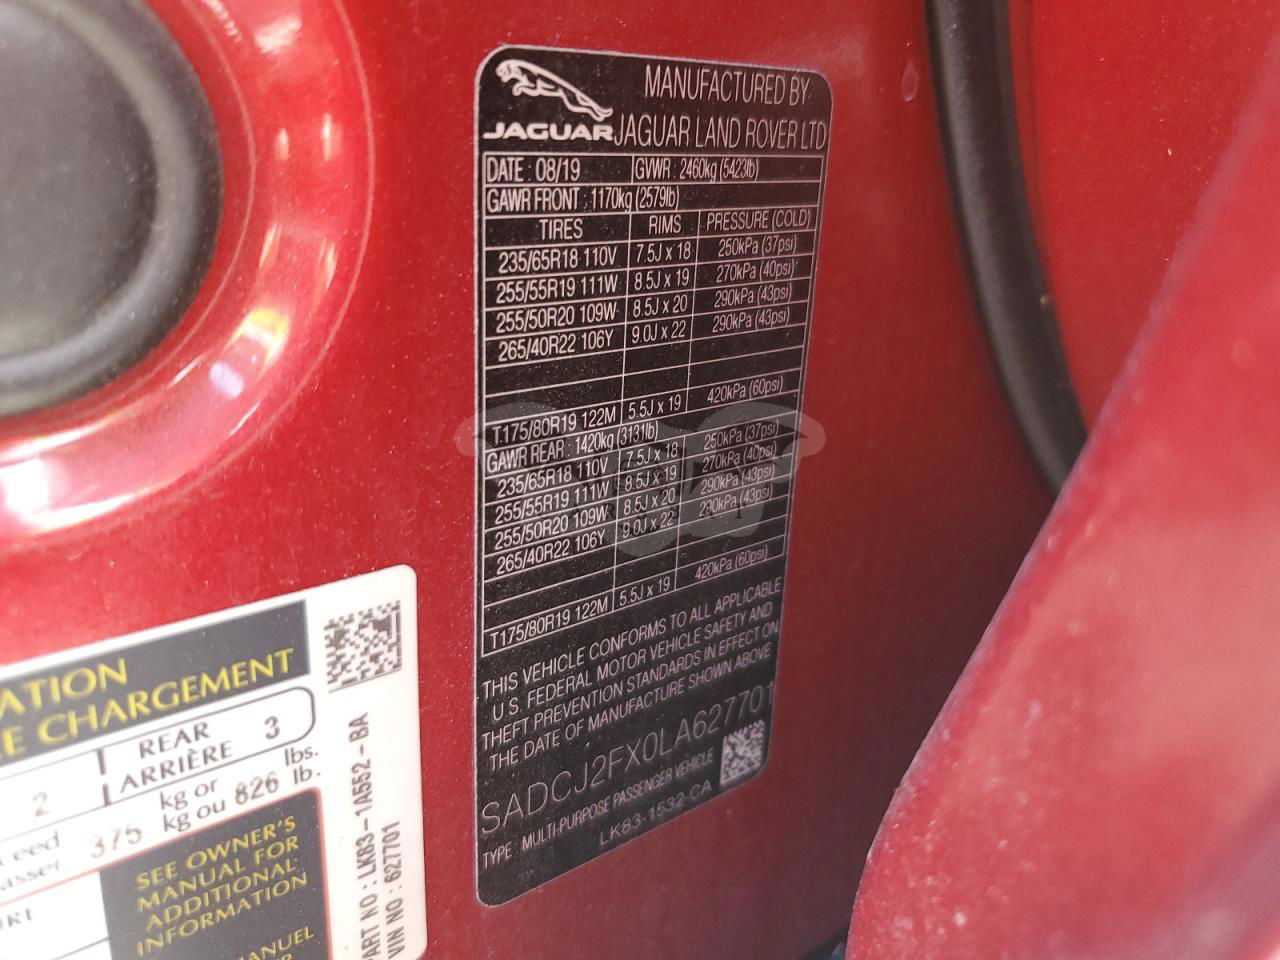 JAGUAR
MANUFACTURED BY
JAGUAR LAND ROVER LTD
DATE : 08/19 GVWR : 2460kg (5423lb)
GAWR FRONT : 1170kg (2579lb)
TIRES RIMS PRESSURE (COLD)
235/65R18 110V 7.5J x 18 250kPa (37psi)
255/55R19 111W 8.5J x 19 270kPa (40psi)
255/50R20 109W 8.5J x 20 290kPa (43psi)
265/40R22 106Y 9.0J x 22 290kPa (43psi)
T175/80R19 122M 5.5J x 19 420kPa (60psi)
GAWR REAR : 1420kg (3131lb)
235/65R18 110V 7.5J x 18 250kPa (37psi)
255/55R19 111W 8.5J x 19 270kPa (40psi)
255/50R20 109W 8.5J x 20 290kPa (43psi)
265/40R22 106Y 9.0J x 22 290kPa (43psi)
T175/80R19 122M 5.5J x 19 420kPa (60psi)
THIS VEHICLE CONFORMS TO ALL APPLICABLE
U.S. FEDERAL MOTOR VEHICLE SAFETY AND
THEFT PREVENTION STANDARDS IN EFFECT ON
THE DATE OF MANUFACTURE SHOWN ABOVE
SADCJ2FX0LA627701
TYPE : MULTI-PURPOSE PASSENGER VEHICLE
LK83-1532-CA
ATION
E CHARGEMENT
2 REAR 3
ARRIÈRE
375 kg or 826 lbs.
kg ou lb.
SEE OWNER'S
MANUAL FOR
ADDITIONAL
INFORMATION
ANUEL
PART NO : LK83-1A552-BA
VIN NO : 627701